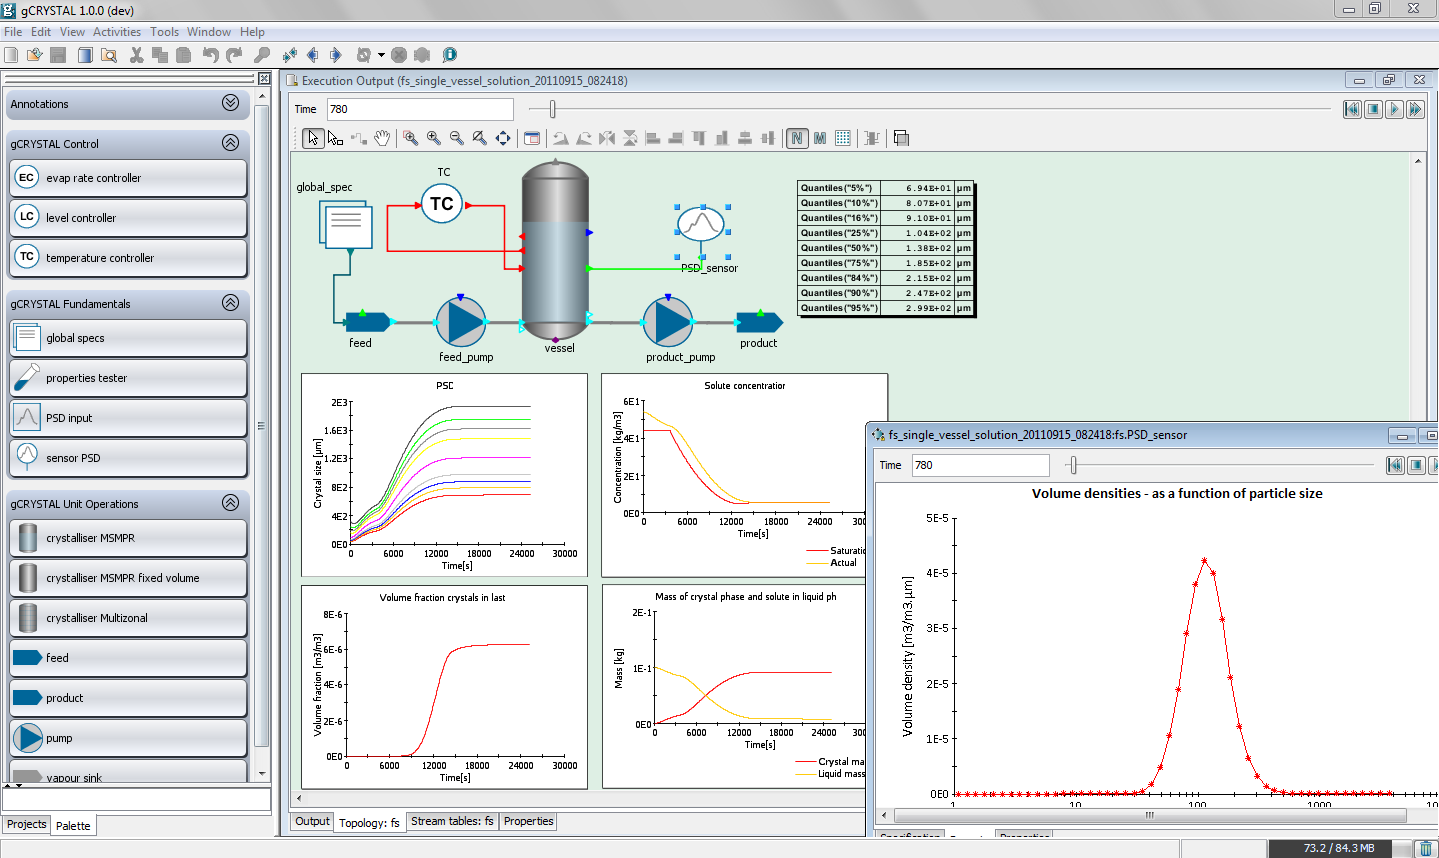 gCRYSTAL 1.0.0 (dev)
File Edit View Activities Tools Window Help
Annotations
gCRYSTAL Control
EC evap rate controller
LC level controller
TC temperature controller
gCRYSTAL Fundamentals
global specs
properties tester
PSD input
sensor PSD
gCRYSTAL Unit Operations
crystalliser MSMPR
crystalliser MSMPR fixed volume
crystalliser Multizonal
feed
product
pump
vapour sink
Projects Palette
Execution Output (fs_single_vessel_solution_20110915_082418)
Time 780
N M
global_spec
TC
TC
PSD_sensor
feed
feed_pump
vessel
product_pump
product
Quantiles("5%") 6.94E+01 µm
Quantiles("10%") 8.07E+01 µm
Quantiles("16%") 9.10E+01 µm
Quantiles("25%") 1.04E+02 µm
Quantiles("50%") 1.38E+02 µm
Quantiles("75%") 1.85E+02 µm
Quantiles("84%") 2.15E+02 µm
Quantiles("90%") 2.47E+02 µm
Quantiles("95%") 2.99E+02 µm
PSD
Crystal size [µm]
2E3
1.6E3
1.2E3
8E2
4E2
0E0
0 6000 12000 18000 24000 30000
Time[s]
Solute concentration
Concentration [kg/m3]
6E1
4E1
2E1
0E0
0 6000 12000 18000 24000
Time[s]
Saturatio
Actual
Volume fraction crystals in last
Volume fraction [m3/m3]
8E-6
6E-6
4E-6
2E-6
0E0
0 6000 12000 18000 24000 30000
Time[s]
Mass of crystal phase and solute in liquid ph
Mass [kg]
2E-1
1E-1
0E0
0 6000 12000 18000 24000
Time[s]
Crystal ma
Liquid mass
Output Topology: fs Stream tables: fs Properties
fs_single_vessel_solution_20110915_082418:fs.PSD_sensor
Time 780
Volume densities - as a function of particle size
Volume density [m3/m3.µm]
5E-5
4E-5
3E-5
2E-5
1E-5
0E0
1 10 100 1000
Specification Properties
73.2 / 84.3 MB